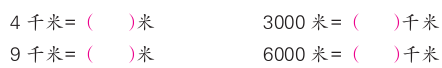 4 千米=（　　）米　　3000 米=（　　）千米
9 千米=（　　）米　　6000 米=（　　）千米